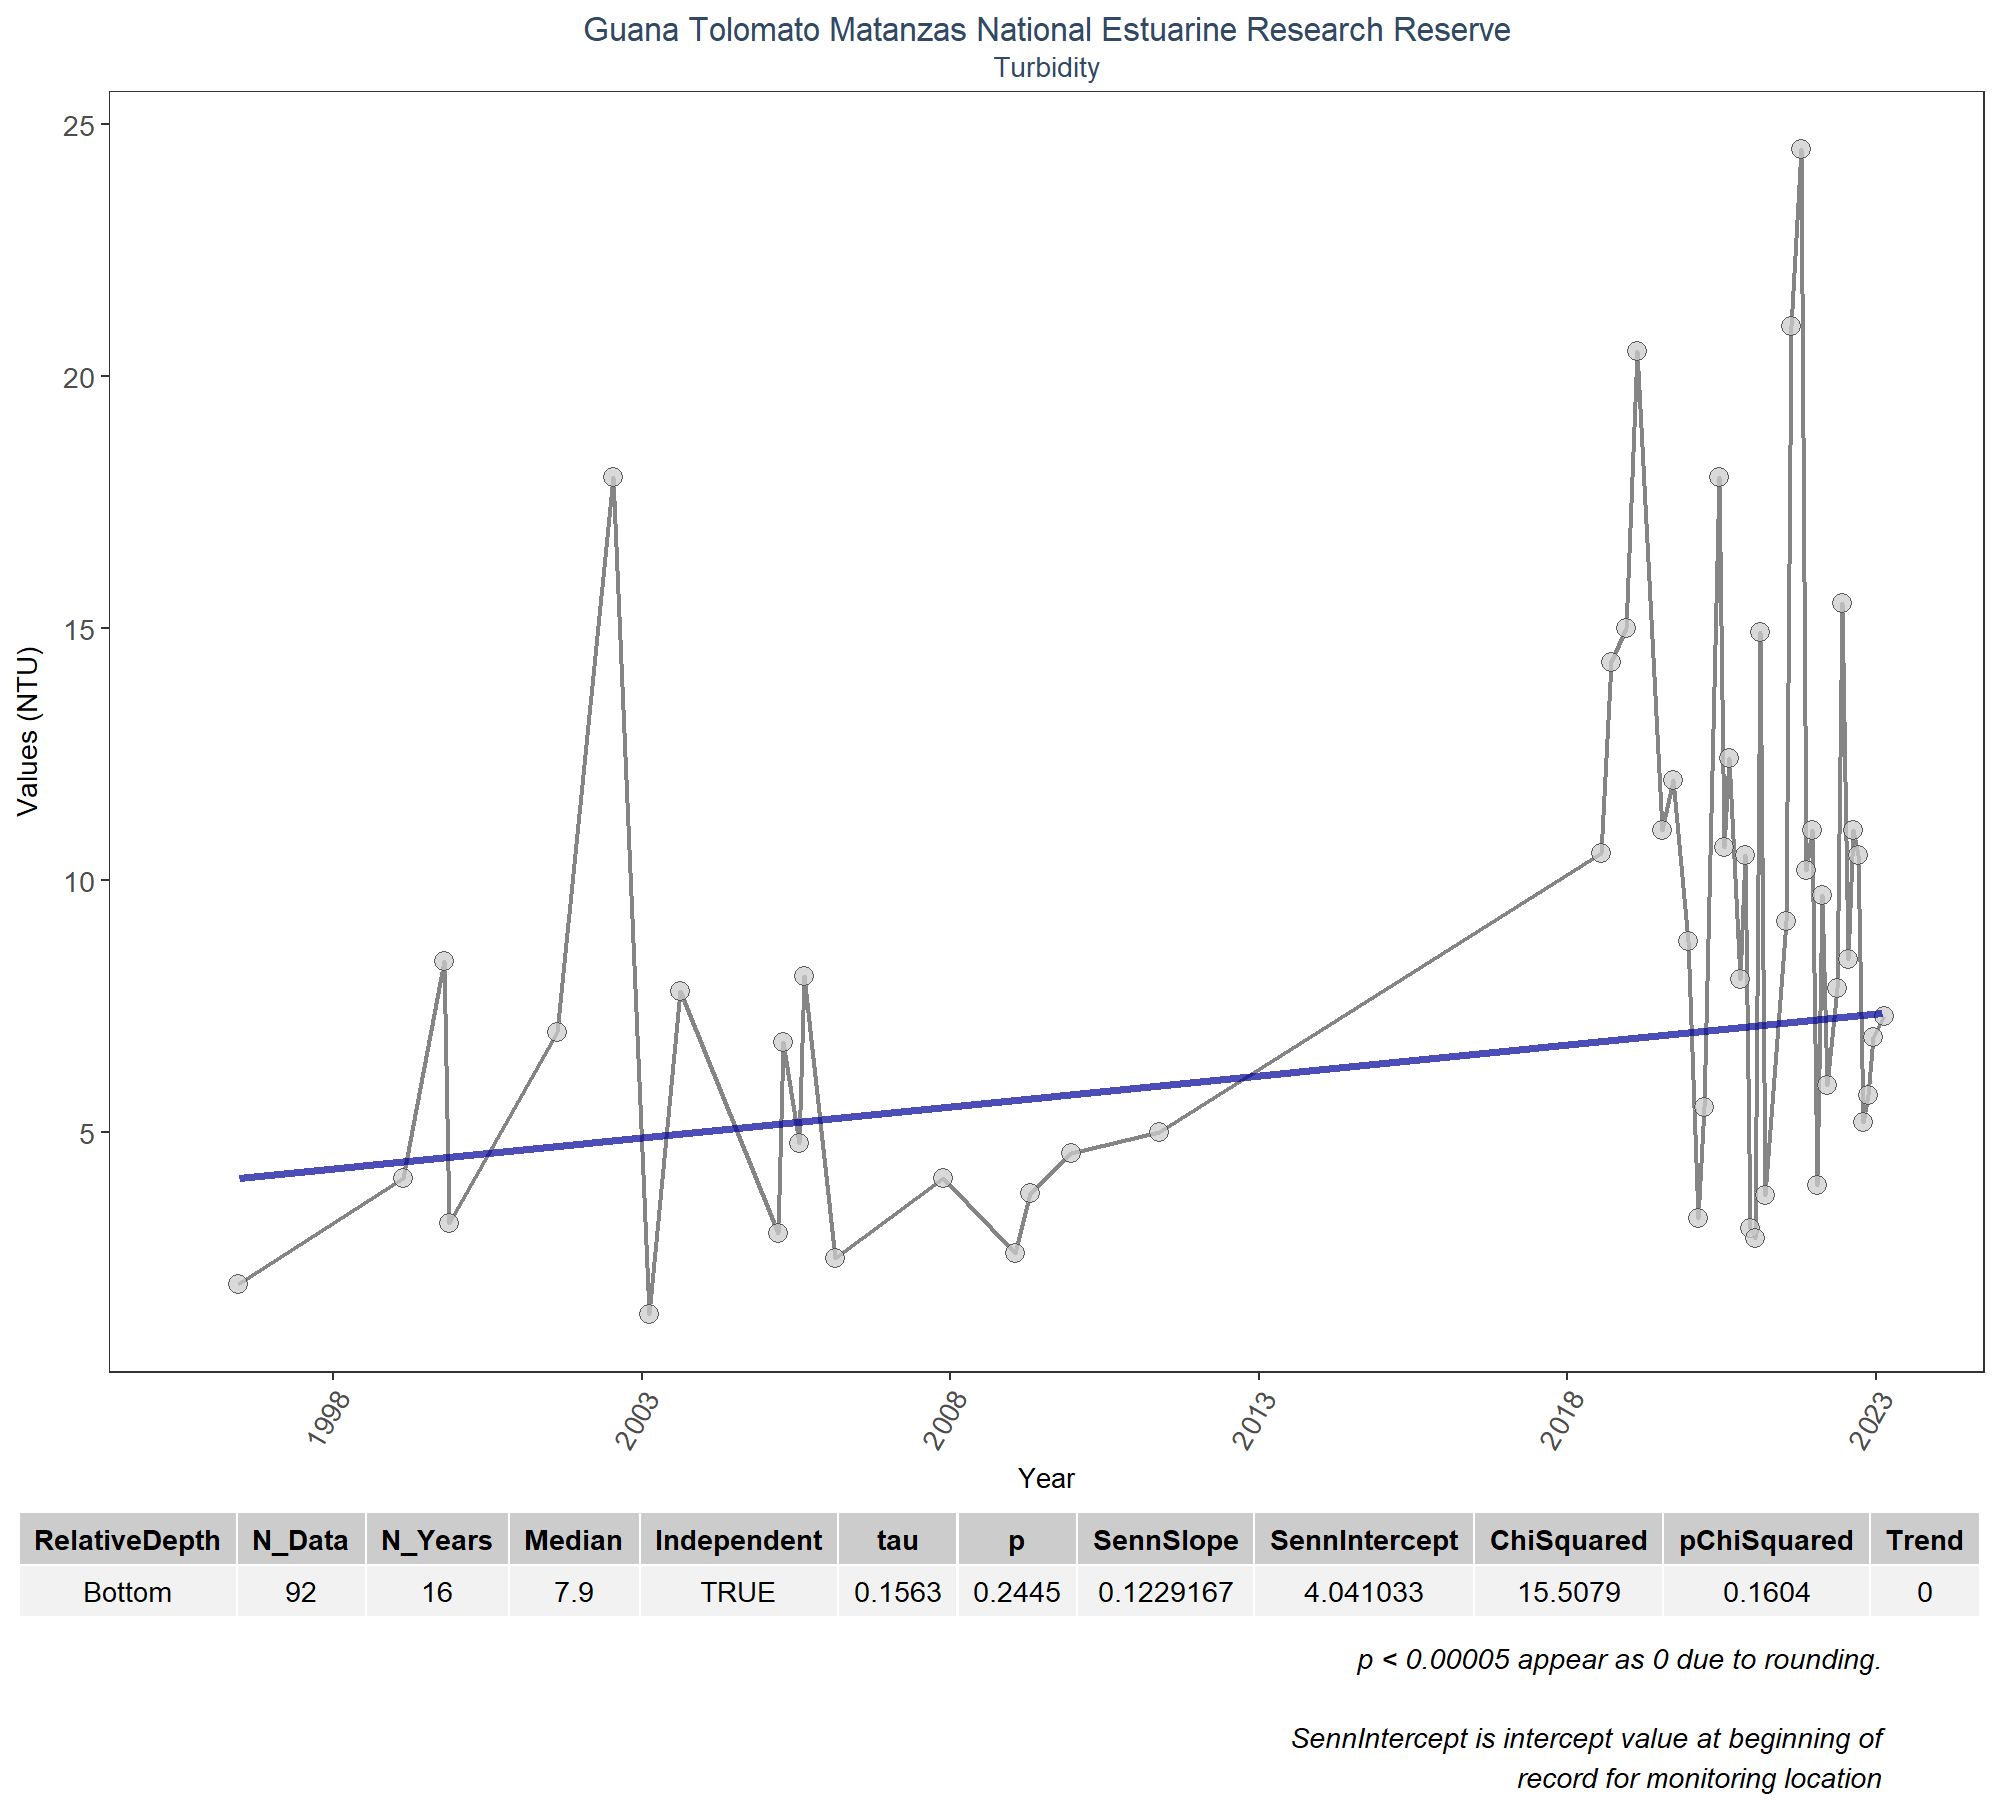 Guana Tolomato Matanzas National Estuarine Research Reserve
Turbidity
25
20
15
10
5
Values (NTU)
1998 2003 2008 2013 2018 2023
Year
RelativeDepth N_Data N_Years Median Independent tau p SennSlope SennIntercept ChiSquared pChiSquared Trend
Bottom 92 16 7.9 TRUE 0.1563 0.2445 0.1229167 4.041033 15.5079 0.1604 0
p < 0.00005 appear as 0 due to rounding.
SennIntercept is intercept value at beginning of
record for monitoring location